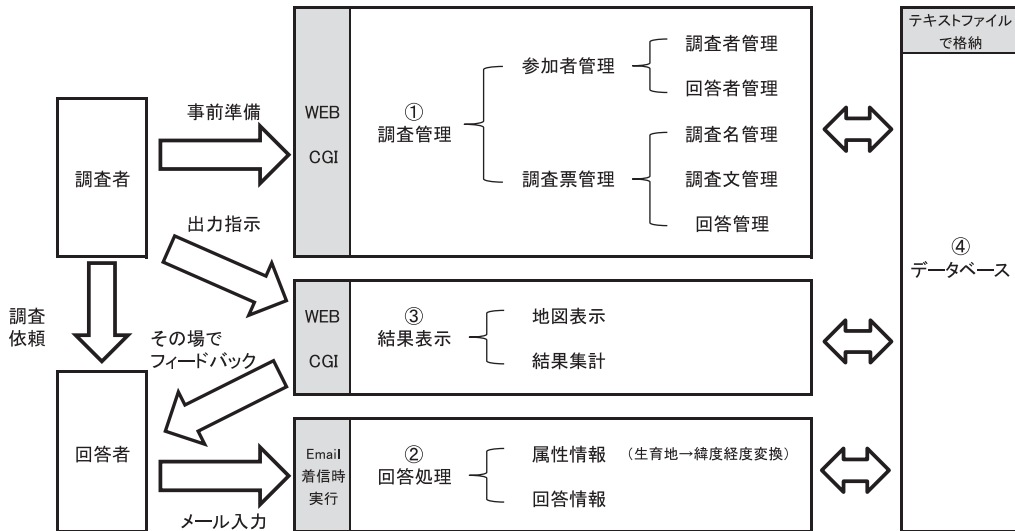 テキストファイル
で格納
調査者
事前準備
WEB
CGI
①
調査管理
参加者管理
調査者管理
回答者管理
調査票管理
調査名管理
調査文管理
回答管理
④
データベース
出力指示
調査
依頼
その場で
フィードバック
WEB
CGI
③
結果表示
地図表示
結果集計
回答者
メール入力
Email
着信時
実行
②
回答処理
属性情報 (生育地→緯度経度変換)
回答情報